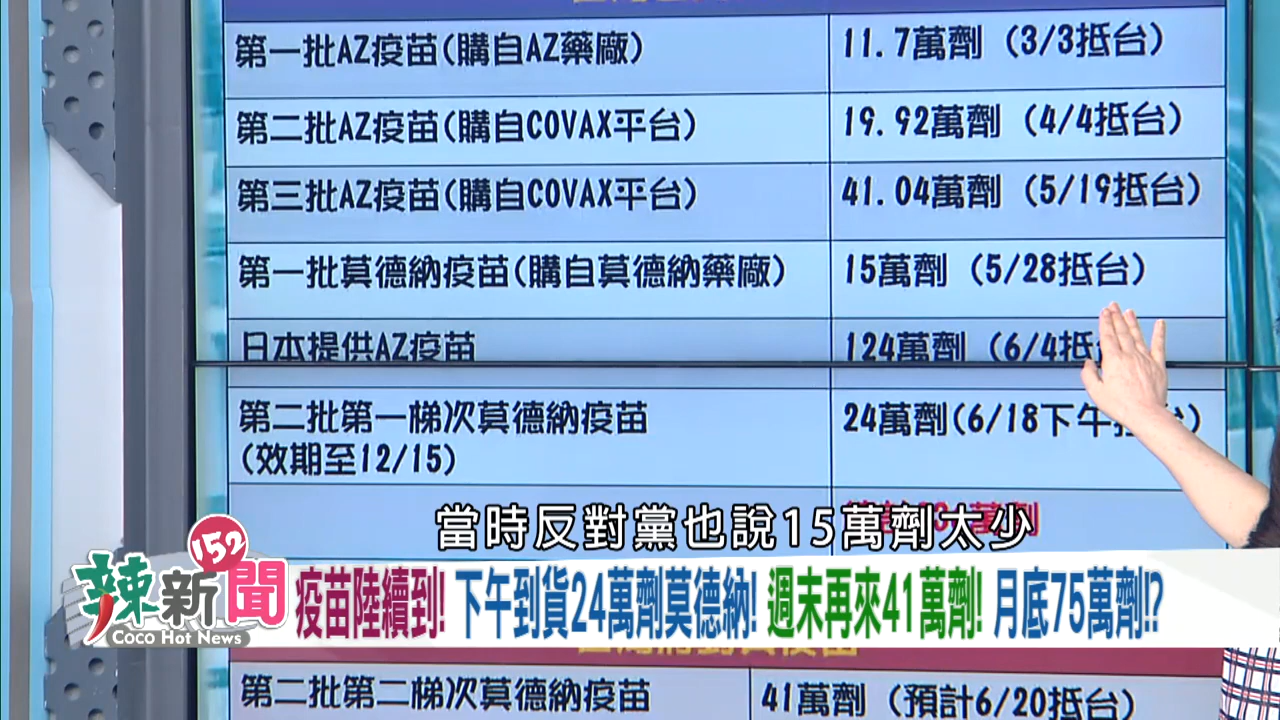 第一批AZ疫苗(購自AZ藥廠) 11.7萬劑 (3/3抵台)
第二批AZ疫苗(購自COVAX平台) 19.92萬劑 (4/4抵台)
第三批AZ疫苗(購自COVAX平台) 41.04萬劑 (5/19抵台)
第一批莫德納疫苗(購自莫德納藥廠) 15萬劑 (5/28抵台)
日本提供AZ疫苗 124萬劑 (6/4抵
第二批第一梯次莫德納疫苗 24萬劑(6/18下午抵台)
(效期至12/15)
萬劑
當時反對黨也說15萬劑太少
152
辣新聞
Coco Hot News
疫苗陸續到! 下午到貨24萬劑莫德納! 週末再來41萬劑! 月底75萬劑!?
第二批第二梯次莫德納疫苗 41萬劑 (預計6/20抵台)